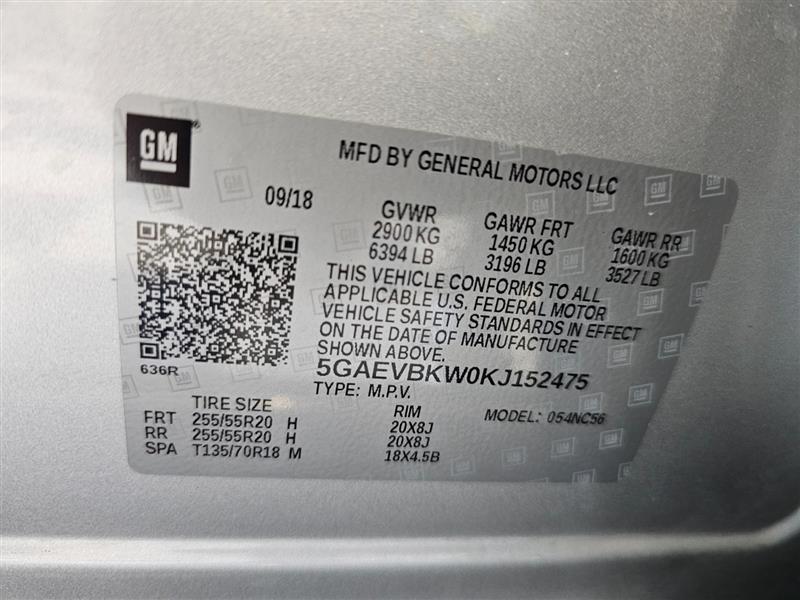 GM
MFD BY GENERAL MOTORS LLC
09/18
GVWR
2900 KG
6394 LB
GAWR FRT
1450 KG
3196 LB
GAWR RR
1600 KG
3527 LB
THIS VEHICLE CONFORMS TO ALL
APPLICABLE U.S. FEDERAL MOTOR
VEHICLE SAFETY STANDARDS IN EFFECT
ON THE DATE OF MANUFACTURE
SHOWN ABOVE.
636R
5GAEVBKW0KJ152475
TYPE: M.P.V.
MODEL: 054NC56
TIRE SIZE RIM
FRT 255/55R20 H 20X8J
RR 255/55R20 H 20X8J
SPA T135/70R18 M 18X4.5B